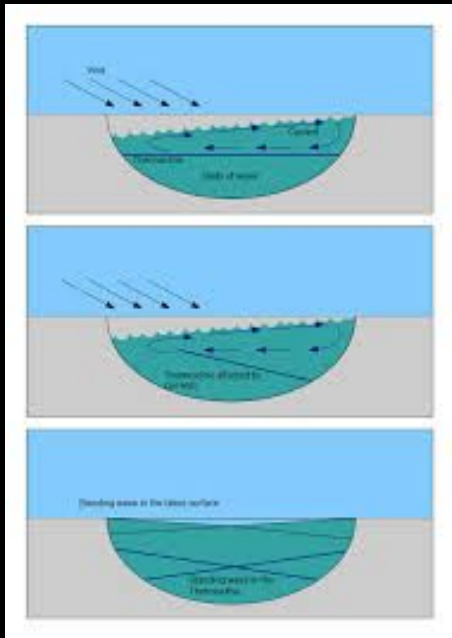 Wind
Current
Thermocline
body of water
Thermocline affected by
current
Standing wave in the lakes surface
Standing wave in the
Thermocline